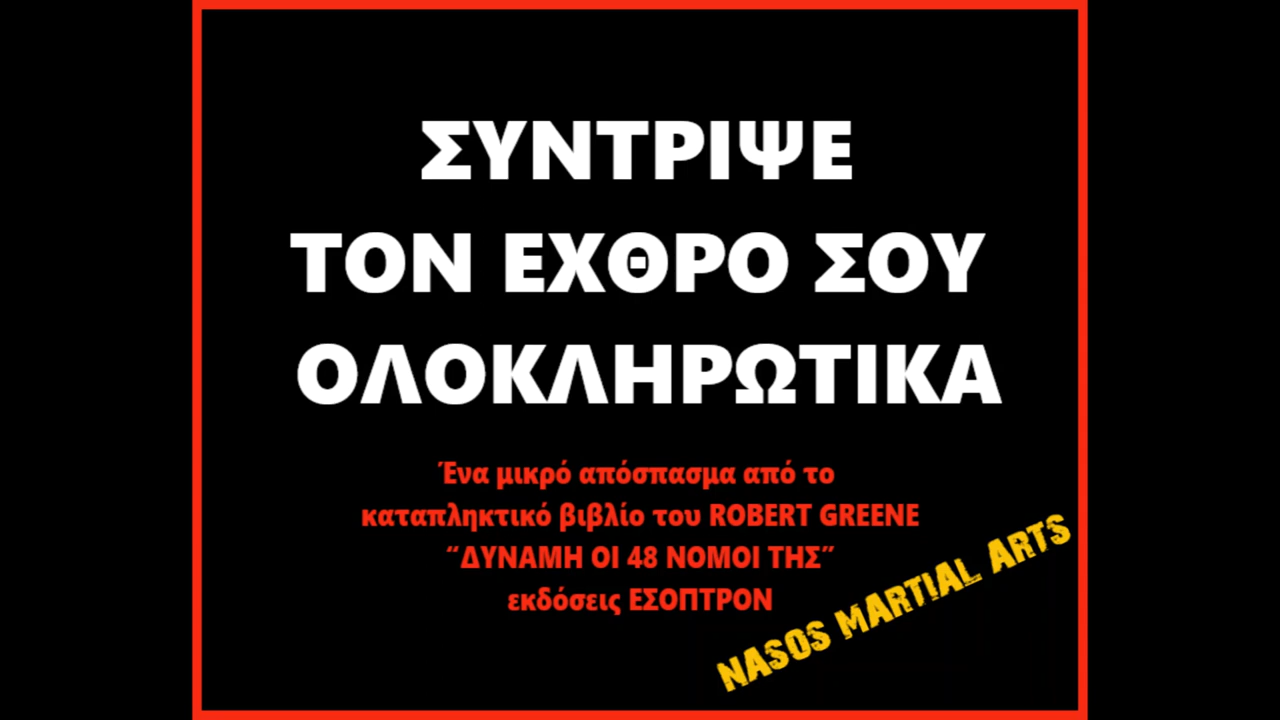 ΣΥΝΤΡΙΨΕ
ΤΟΝ ΕΧΘΡΟ ΣΟΥ
ΟΛΟΚΛΗΡΩΤΙΚΑ
Ένα μικρό απόσπασμα από το
καταπληκτικό βιβλίο του ROBERT GREENE
“ΔΥΝΑΜΗ ΟΙ 48 ΝΟΜΟΙ ΤΗΣ”
εκδόσεις ΕΣΟΠΤΡΟΝ
NASOS MARTIAL ARTS